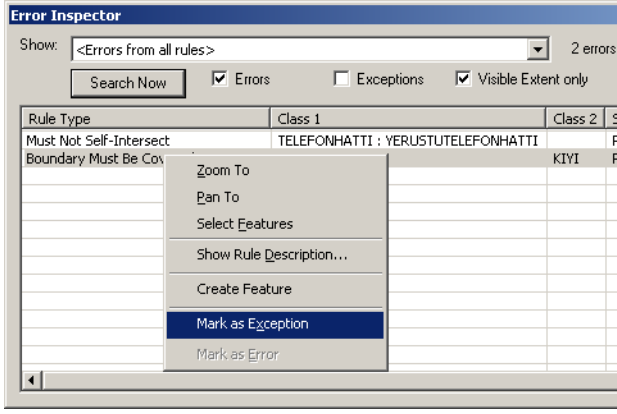 Error Inspector
Show: <Errors from all rules> 2 errors
Search Now Errors Exceptions Visible Extent only
Rule Type Class 1 Class 2 S
Must Not Self-Intersect TELEFONHATTI : YERUSTUTELEFONHATTI
Boundary Must Be Cov KIYI
Zoom To
Pan To
Select Features
Show Rule Description...
Create Feature
Mark as Exception
Mark as Error